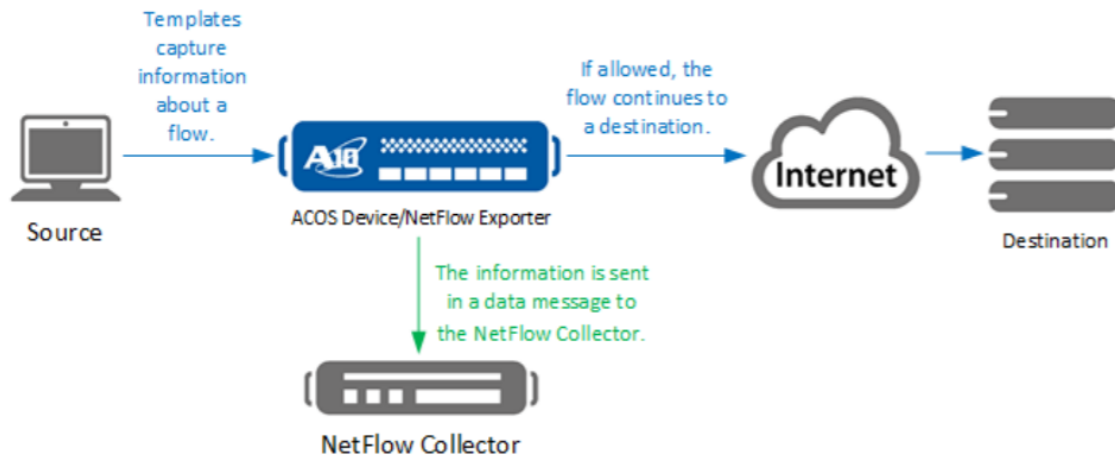 Templates
capture
information
about a
flow.
If allowed, the
flow continues to
a destination.
A10
Internet
Source
ACOS Device/NetFlow Exporter
Destination
The information is sent
in a data message to
the NetFlow Collector.
NetFlow Collector